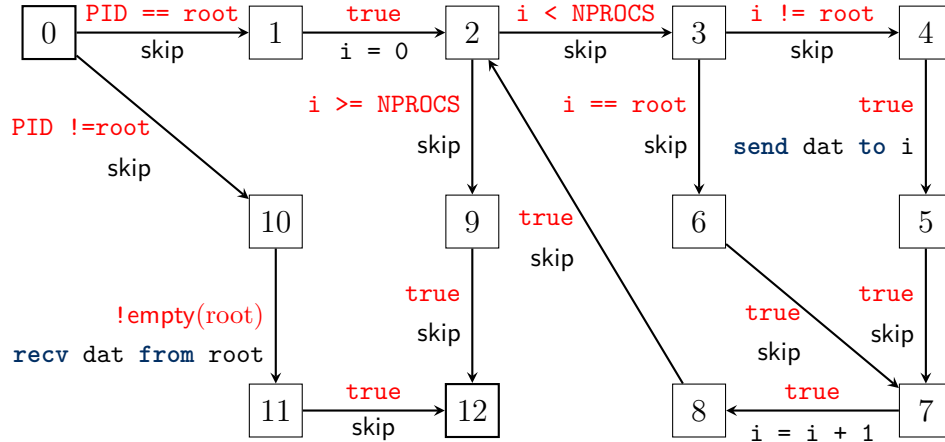 PID == root
true
i < NPROCS
i != root
0
1
2
3
4
skip
i = 0
skip
skip
i >= NPROCS
i == root
true
PID !=root
skip
skip
send dat to i
skip
10
9
true
6
5
skip
!empty(root)
true
true
true
recv dat from root
skip
skip
skip
11
true
12
8
true
7
skip
i = i + 1